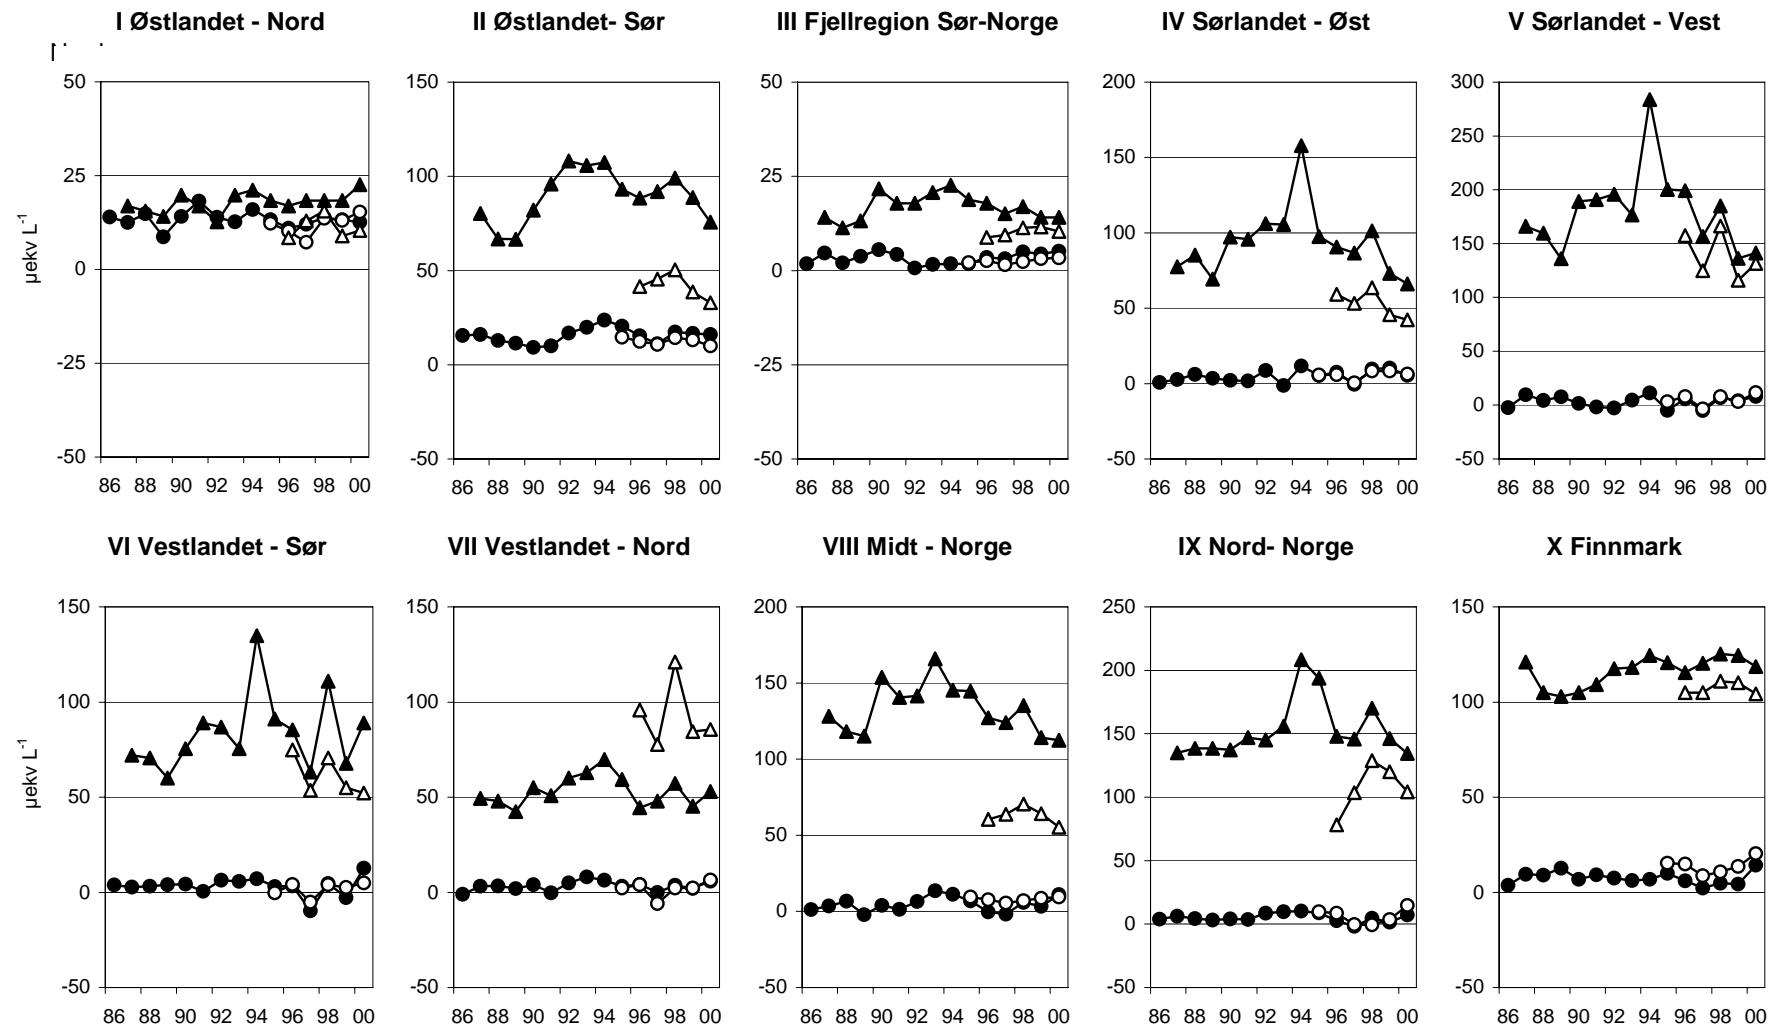 I Østlandet - Nord
II Østlandet- Sør
III Fjellregion Sør-Norge
IV Sørlandet - Øst
V Sørlandet - Vest
50 25 0 -25 -50
µekv L-1
86 88 90 92 94 96 98 00
150 100 50 0 -50
86 88 90 92 94 96 98 00
50 25 0 -25 -50
86 88 90 92 94 96 98 00
200 150 100 50 0 -50
86 88 90 92 94 96 98 00
300 250 200 150 100 50 0 -50
86 88 90 92 94 96 98 00
VI Vestlandet - Sør
VII Vestlandet - Nord
VIII Midt - Norge
IX Nord- Norge
X Finnmark
150 100 50 0 -50
µekv L-1
86 88 90 92 94 96 98 00
150 100 50 0 -50
86 88 90 92 94 96 98 00
200 150 100 50 0 -50
86 88 90 92 94 96 98 00
250 200 150 100 50 0 -50
86 88 90 92 94 96 98 00
150 100 50 0 -50
86 88 90 92 94 96 98 00